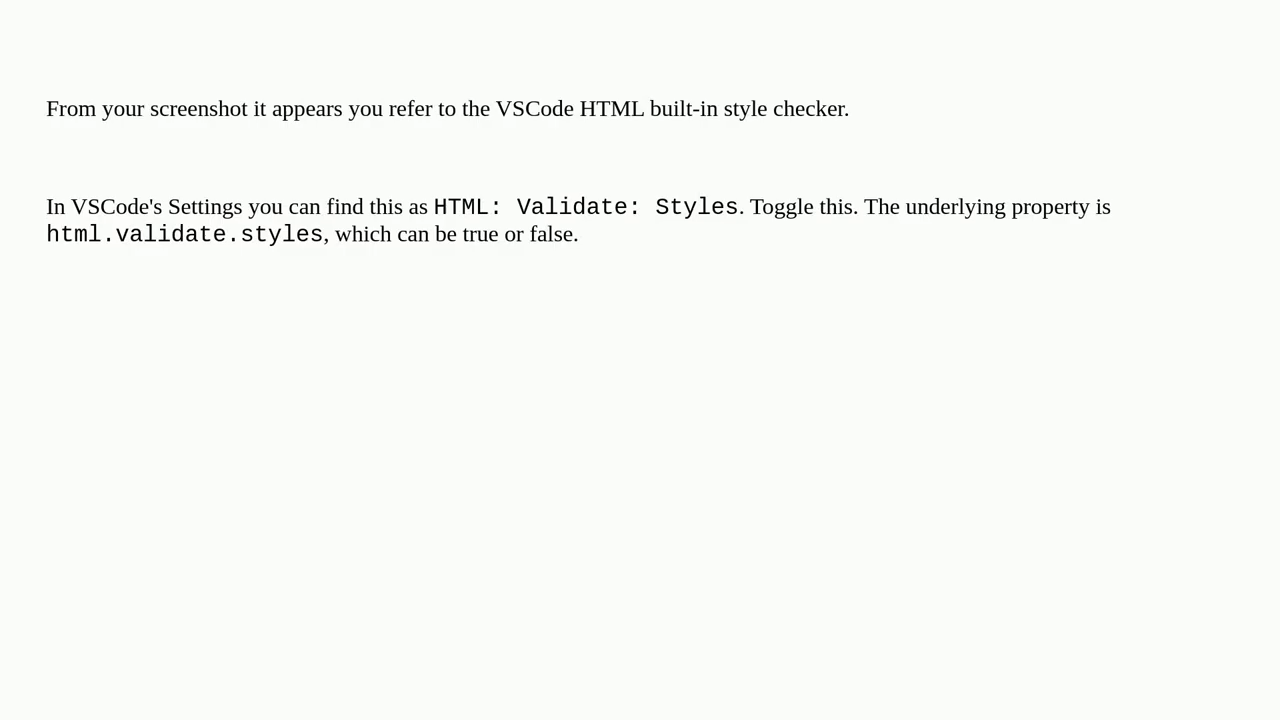 From your screenshot it appears you refer to the VSCode HTML built-in style checker.
In VSCode's Settings you can find this as HTML: Validate: Styles. Toggle this. The underlying property is
html.validate.styles, which can be true or false.